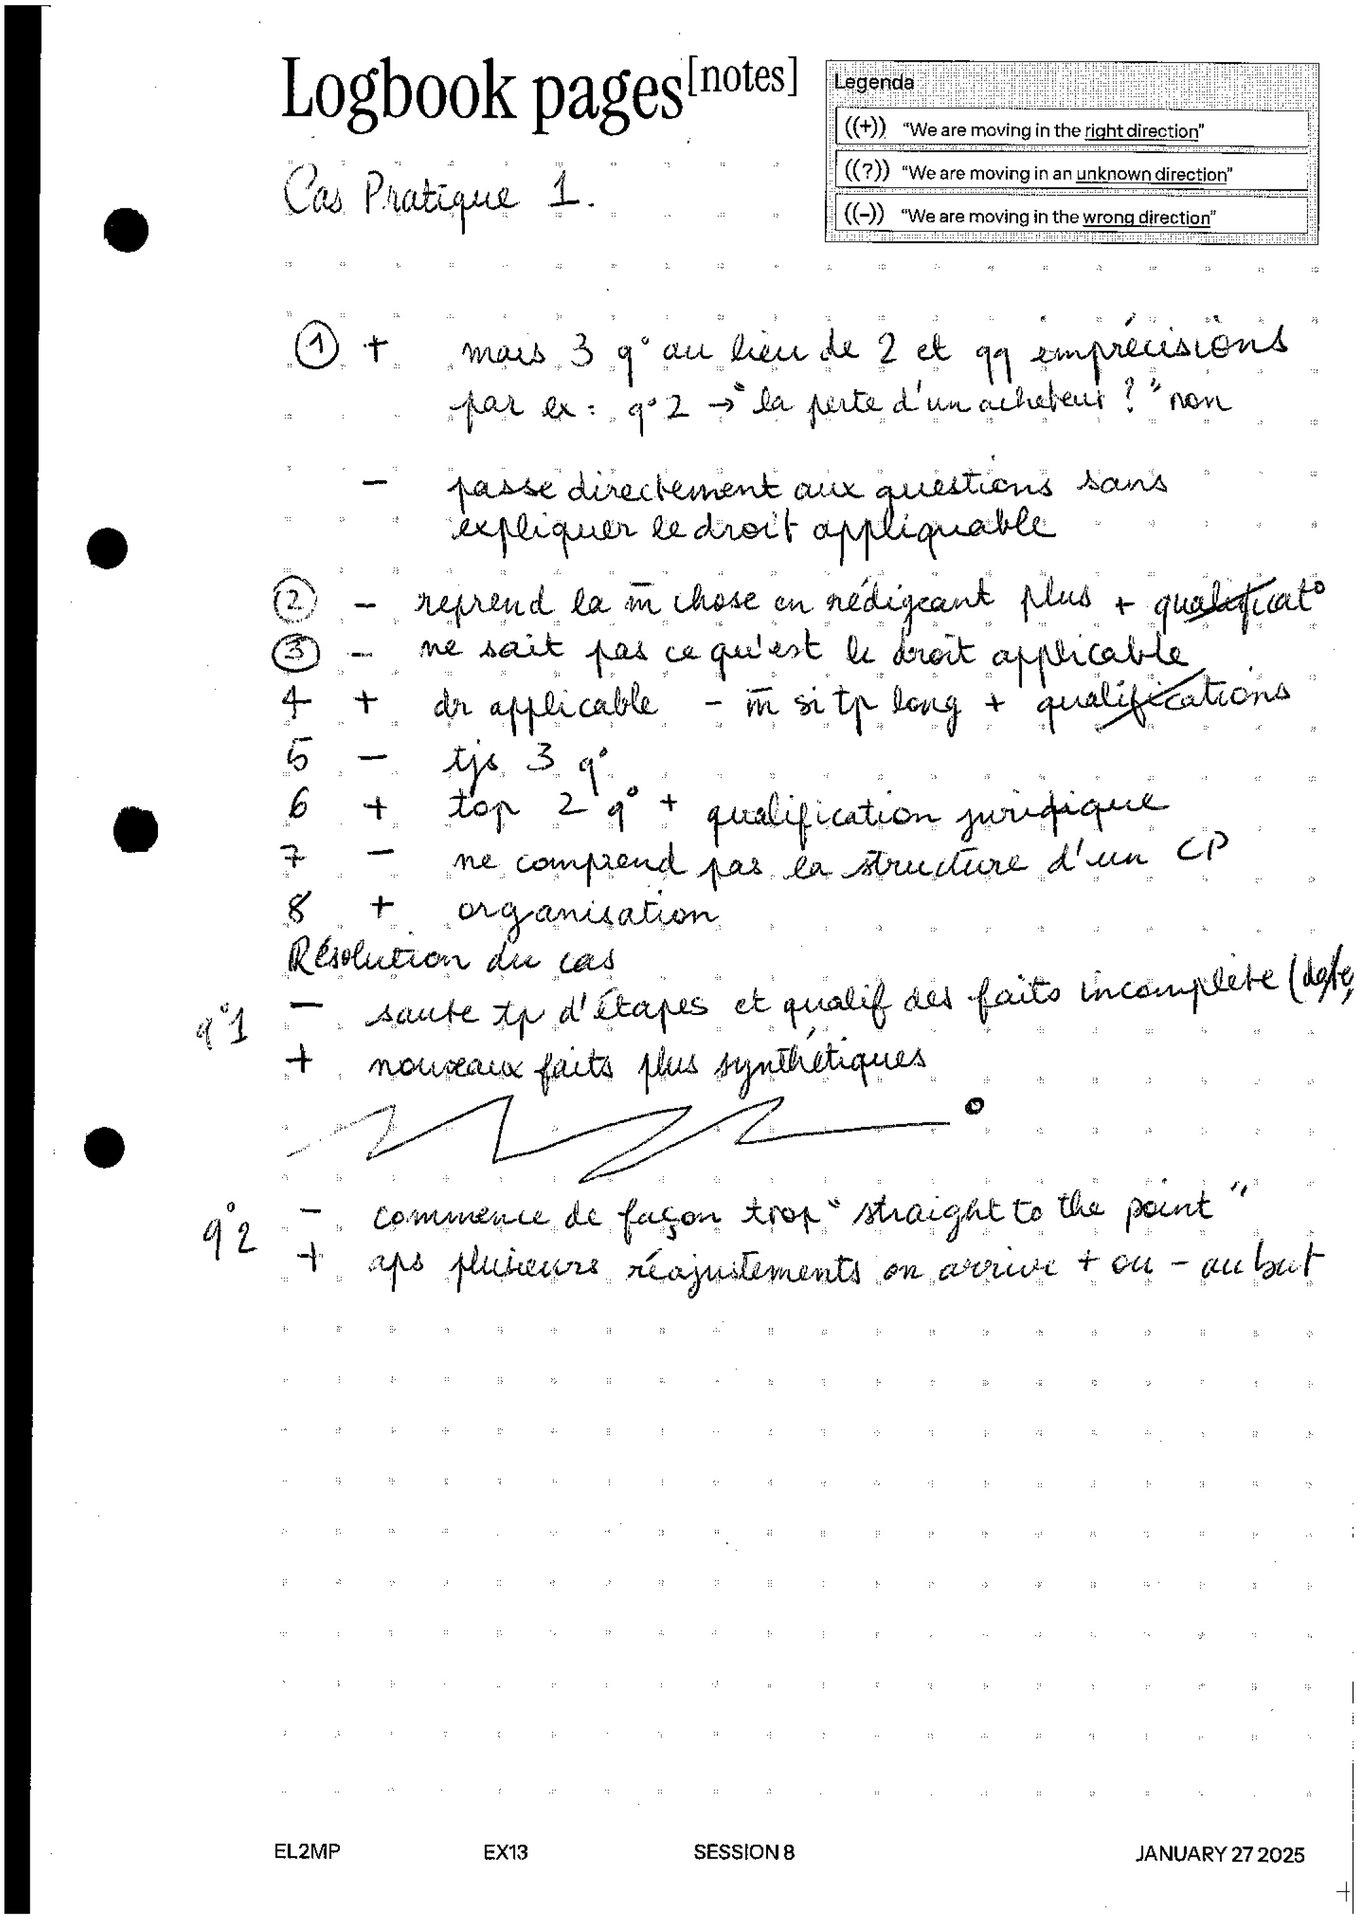 Logbook pages[notes]
Legenda
((+)) “We are moving in the right direction”
((?)) “We are moving in an unknown direction”
((-)) “We are moving in the wrong direction”
Cas Pratique 1.
① + mais 3 q° au lieu de 2 et qq imprécisions
par ex : q°2 → "la perte d'un acheteur ?" non
- passe directement aux questions sans
expliquer le droit appliquable
② - reprend la m̄ chose en rédigeant plus + qualificat°
③ - ne sait pas ce qu'est le droit applicable
4 + dr applicable - m̄ si tp long + qualifications
5 - tjs 3 q°
6 + top 2 q° + qualification juridique
7 - ne comprend pas la structure d'un CP
8 + organisation
Résolution du cas
q°1 - saute tp d'étapes et qualif des faits incomplète (date,
+ nouveaux faits plus synthétiques
q°2 - commence de façon trop "straight to the point"
+ aps plusieurs réajustements on arrive + ou - au but
EL2MP EX13 SESSION 8 JANUARY 27 2025